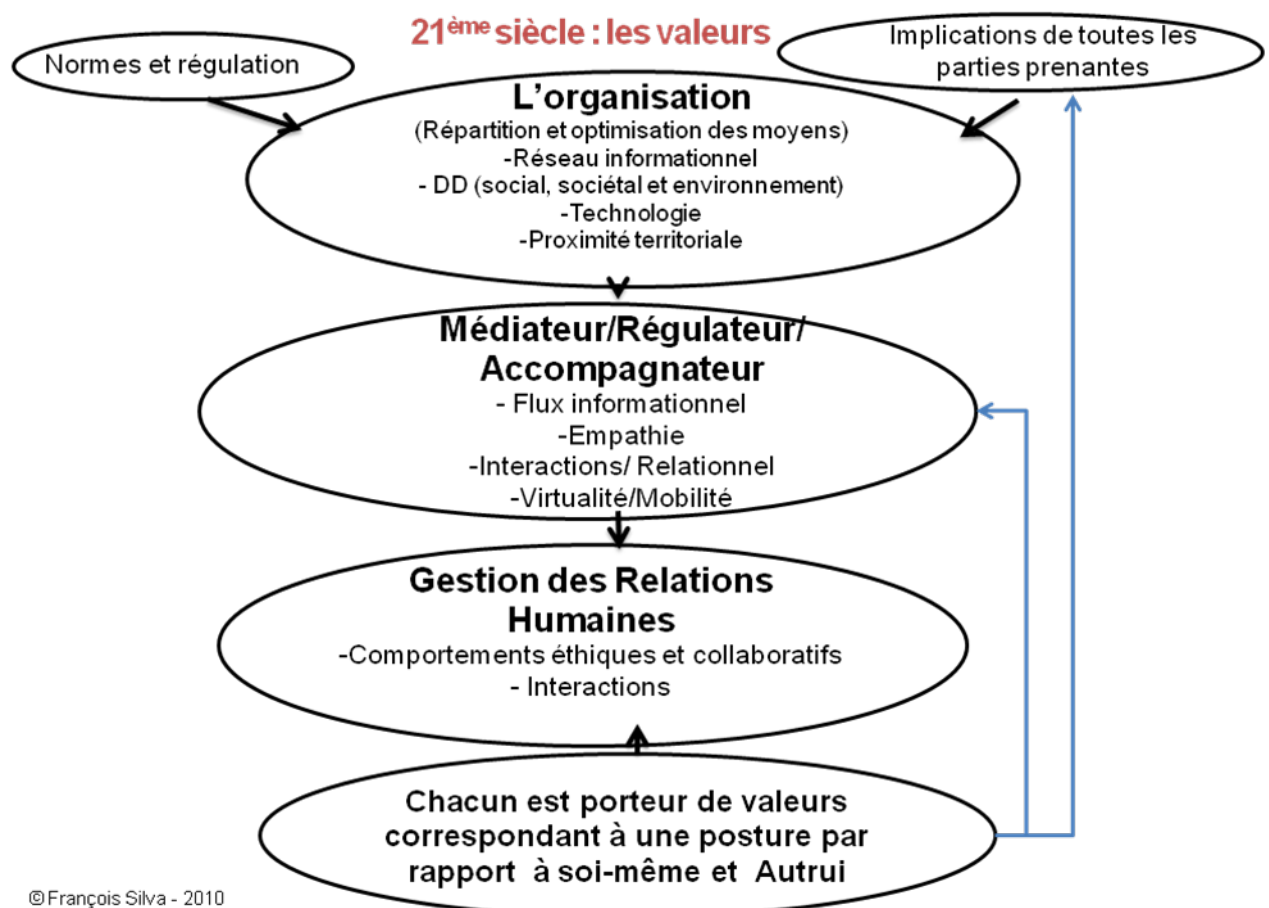 21ème siècle : les valeurs
Normes et régulation
Implications de toutes les
parties prenantes
L'organisation
(Répartition et optimisation des moyens)
-Réseau informationnel
- DD (social, sociétal et environnement)
-Technologie
-Proximité territoriale
Médiateur/Régulateur/
Accompagnateur
- Flux informationnel
-Empathie
-Interactions/ Relationnel
-Virtualité/Mobilité
Gestion des Relations
Humaines
-Comportements éthiques et collaboratifs
- Interactions
Chacun est porteur de valeurs
correspondant à une posture par
rapport à soi-même et Autrui
©François Silva - 2010